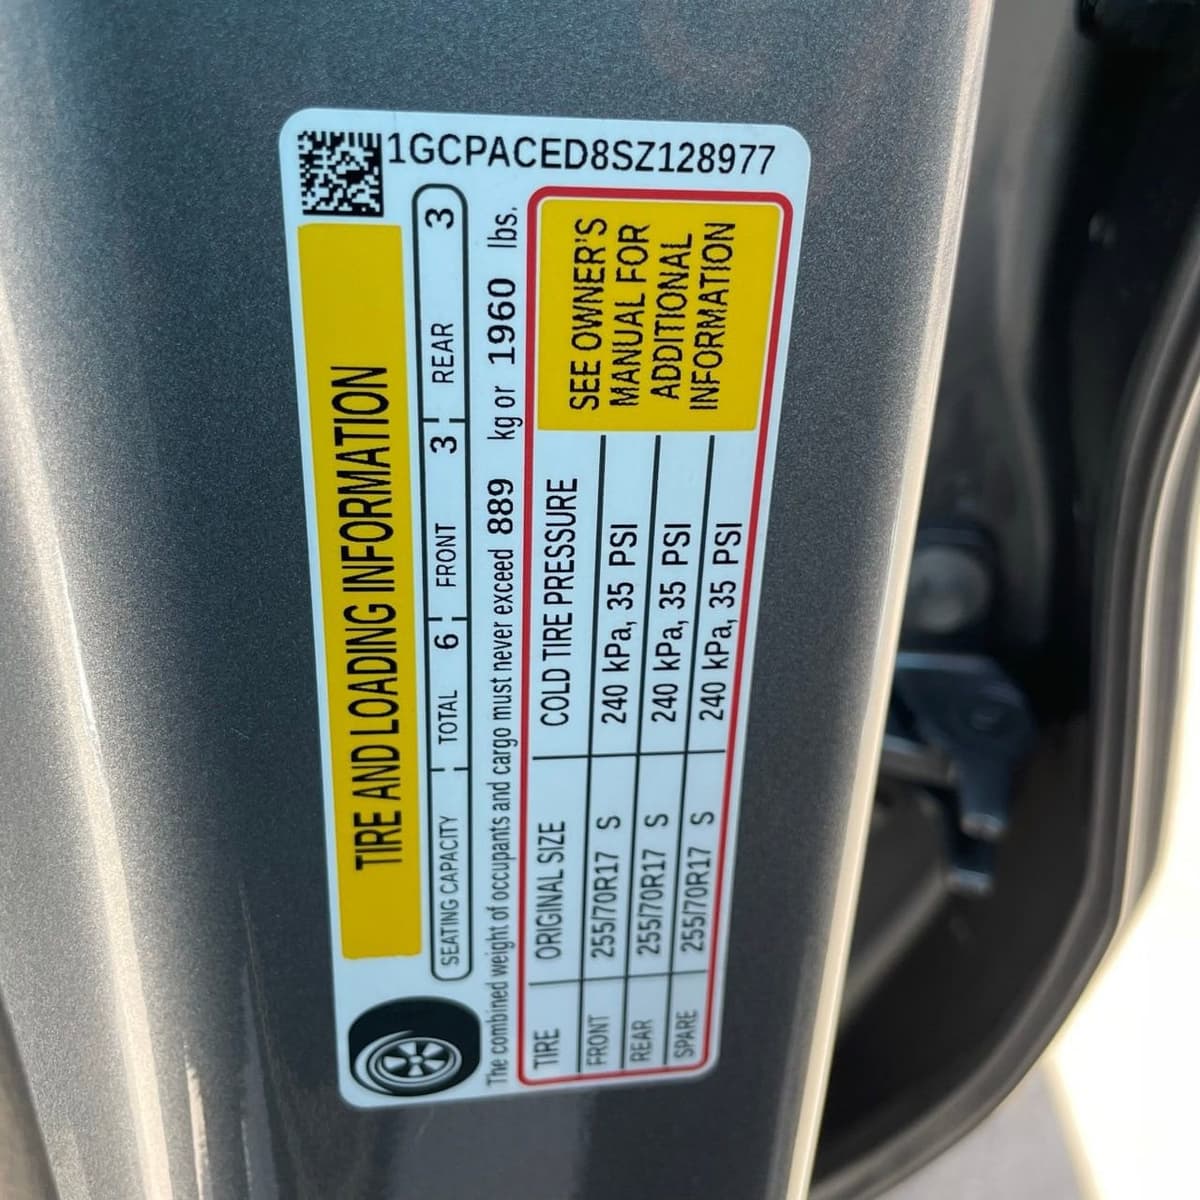 1GCPACED8SZ128977
TIRE AND LOADING INFORMATION
SEATING CAPACITY TOTAL 6 FRONT 3 REAR 3
The combined weight of occupants and cargo must never exceed 889 kg or 1960 lbs.
TIRE ORIGINAL SIZE COLD TIRE PRESSURE
FRONT 255/70R17 S 240 kPa, 35 PSI
REAR 255/70R17 S 240 kPa, 35 PSI
SPARE 255/70R17 S 240 kPa, 35 PSI
SEE OWNER'S
MANUAL FOR
ADDITIONAL
INFORMATION